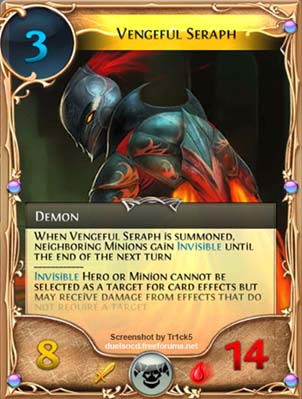 3
VENGEFUL SERAPH
DEMON
WHEN VENGEFUL SERAPH IS SUMMONED,
NEIGHBORING MINIONS GAIN INVISIBLE UNTIL
THE END OF THE NEXT TURN
INVISIBLE HERO OR MINION CANNOT BE
SELECTED AS A TARGET FOR CARD EFFECTS BUT
MAY RECEIVE DAMAGE FROM EFFECTS THAT DO
NOT REQUIRE A TARGET
Screenshot by Tr1ck5
duelsocd.freeforums.net
8
14